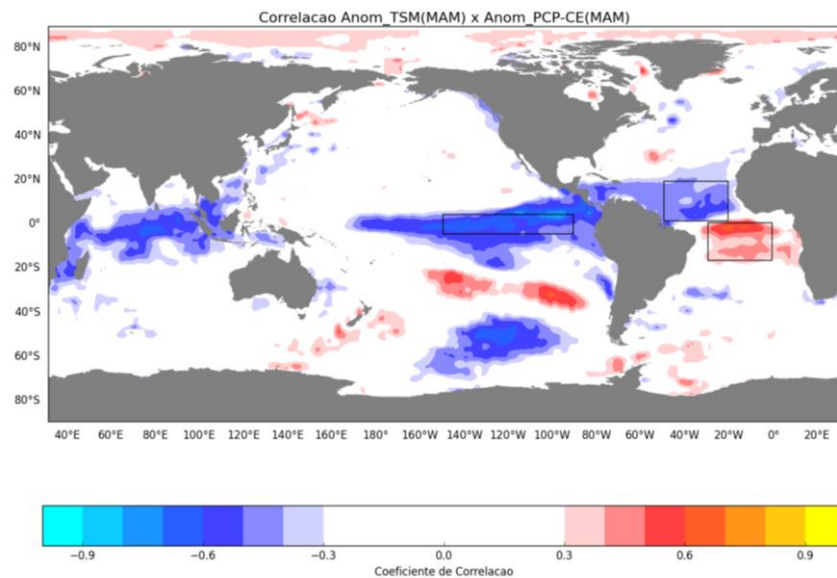 Correlacao Anom_TSM(MAM) x Anom_PCP-CE(MAM)
80°N
60°N
40°N
20°N
0°
20°S
40°S
60°S
80°S
40°E 60°E 80°E 100°E 120°E 140°E 160°E 180° 160°W 140°W 120°W 100°W 80°W 60°W 40°W 20°W 0° 20°E
−0.9 −0.6 −0.3 0.0 0.3 0.6 0.9
Coeficiente de Correlacao